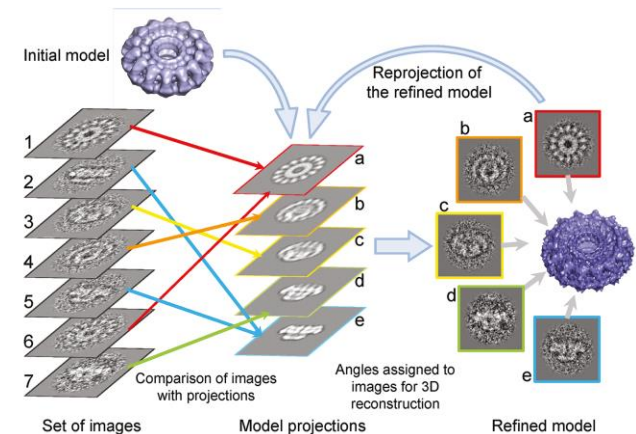 Initial model
Reprojection of
the refined model
1
2
3
4
5
6
7
a
b
c
d
e
a
b
c
d
e
Comparison of images
with projections
Angles assigned to
images for 3D
reconstruction
Set of images
Model projections
Refined model